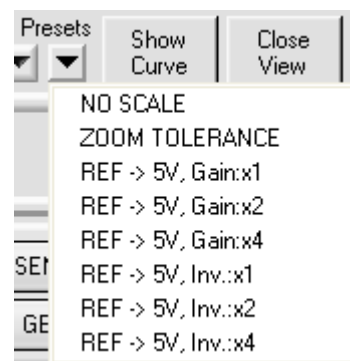 Presets
Show
Curve
Close
View
NO SCALE
ZOOM TOLERANCE
REF -> 5V, Gain:x1
REF -> 5V, Gain:x2
REF -> 5V, Gain:x4
REF -> 5V, Inv.:x1
REF -> 5V, Inv.:x2
REF -> 5V, Inv.:x4
GE